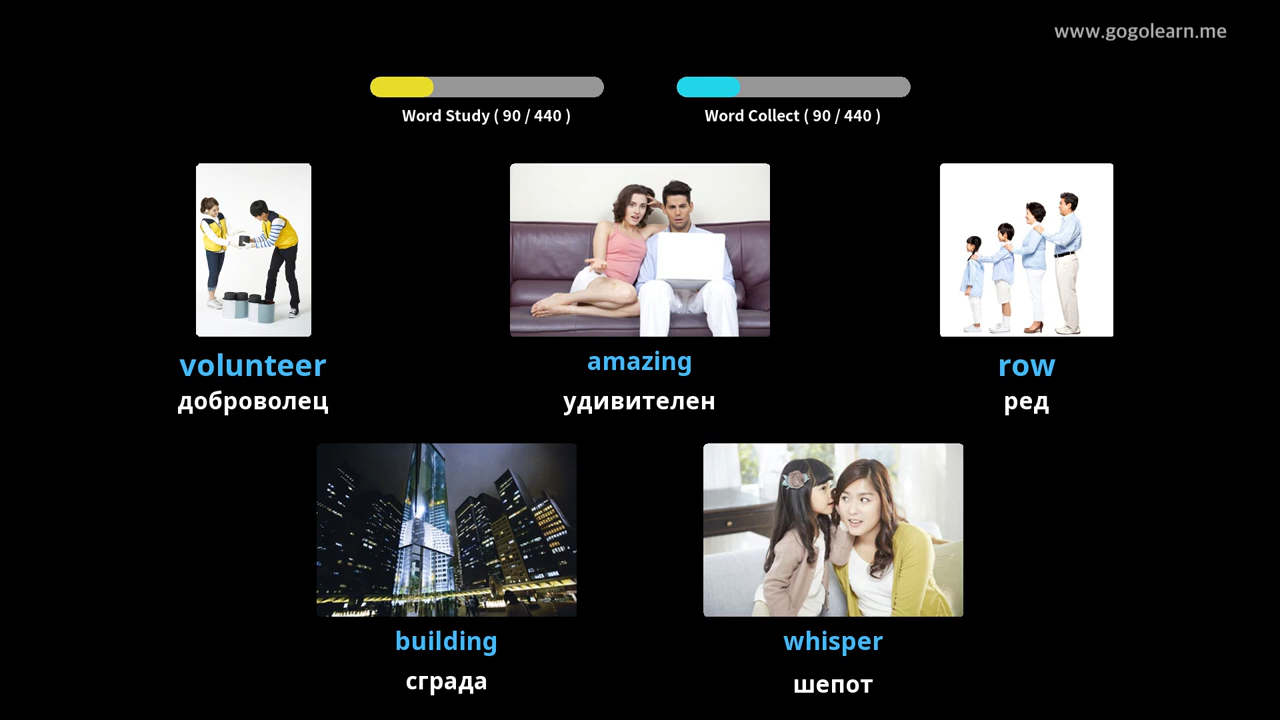 www.gogolearn.me
Word Study ( 90 / 440 )
Word Collect ( 90 / 440 )
volunteer
доброволец
amazing
удивителен
row
ред
building
сграда
whisper
шепот